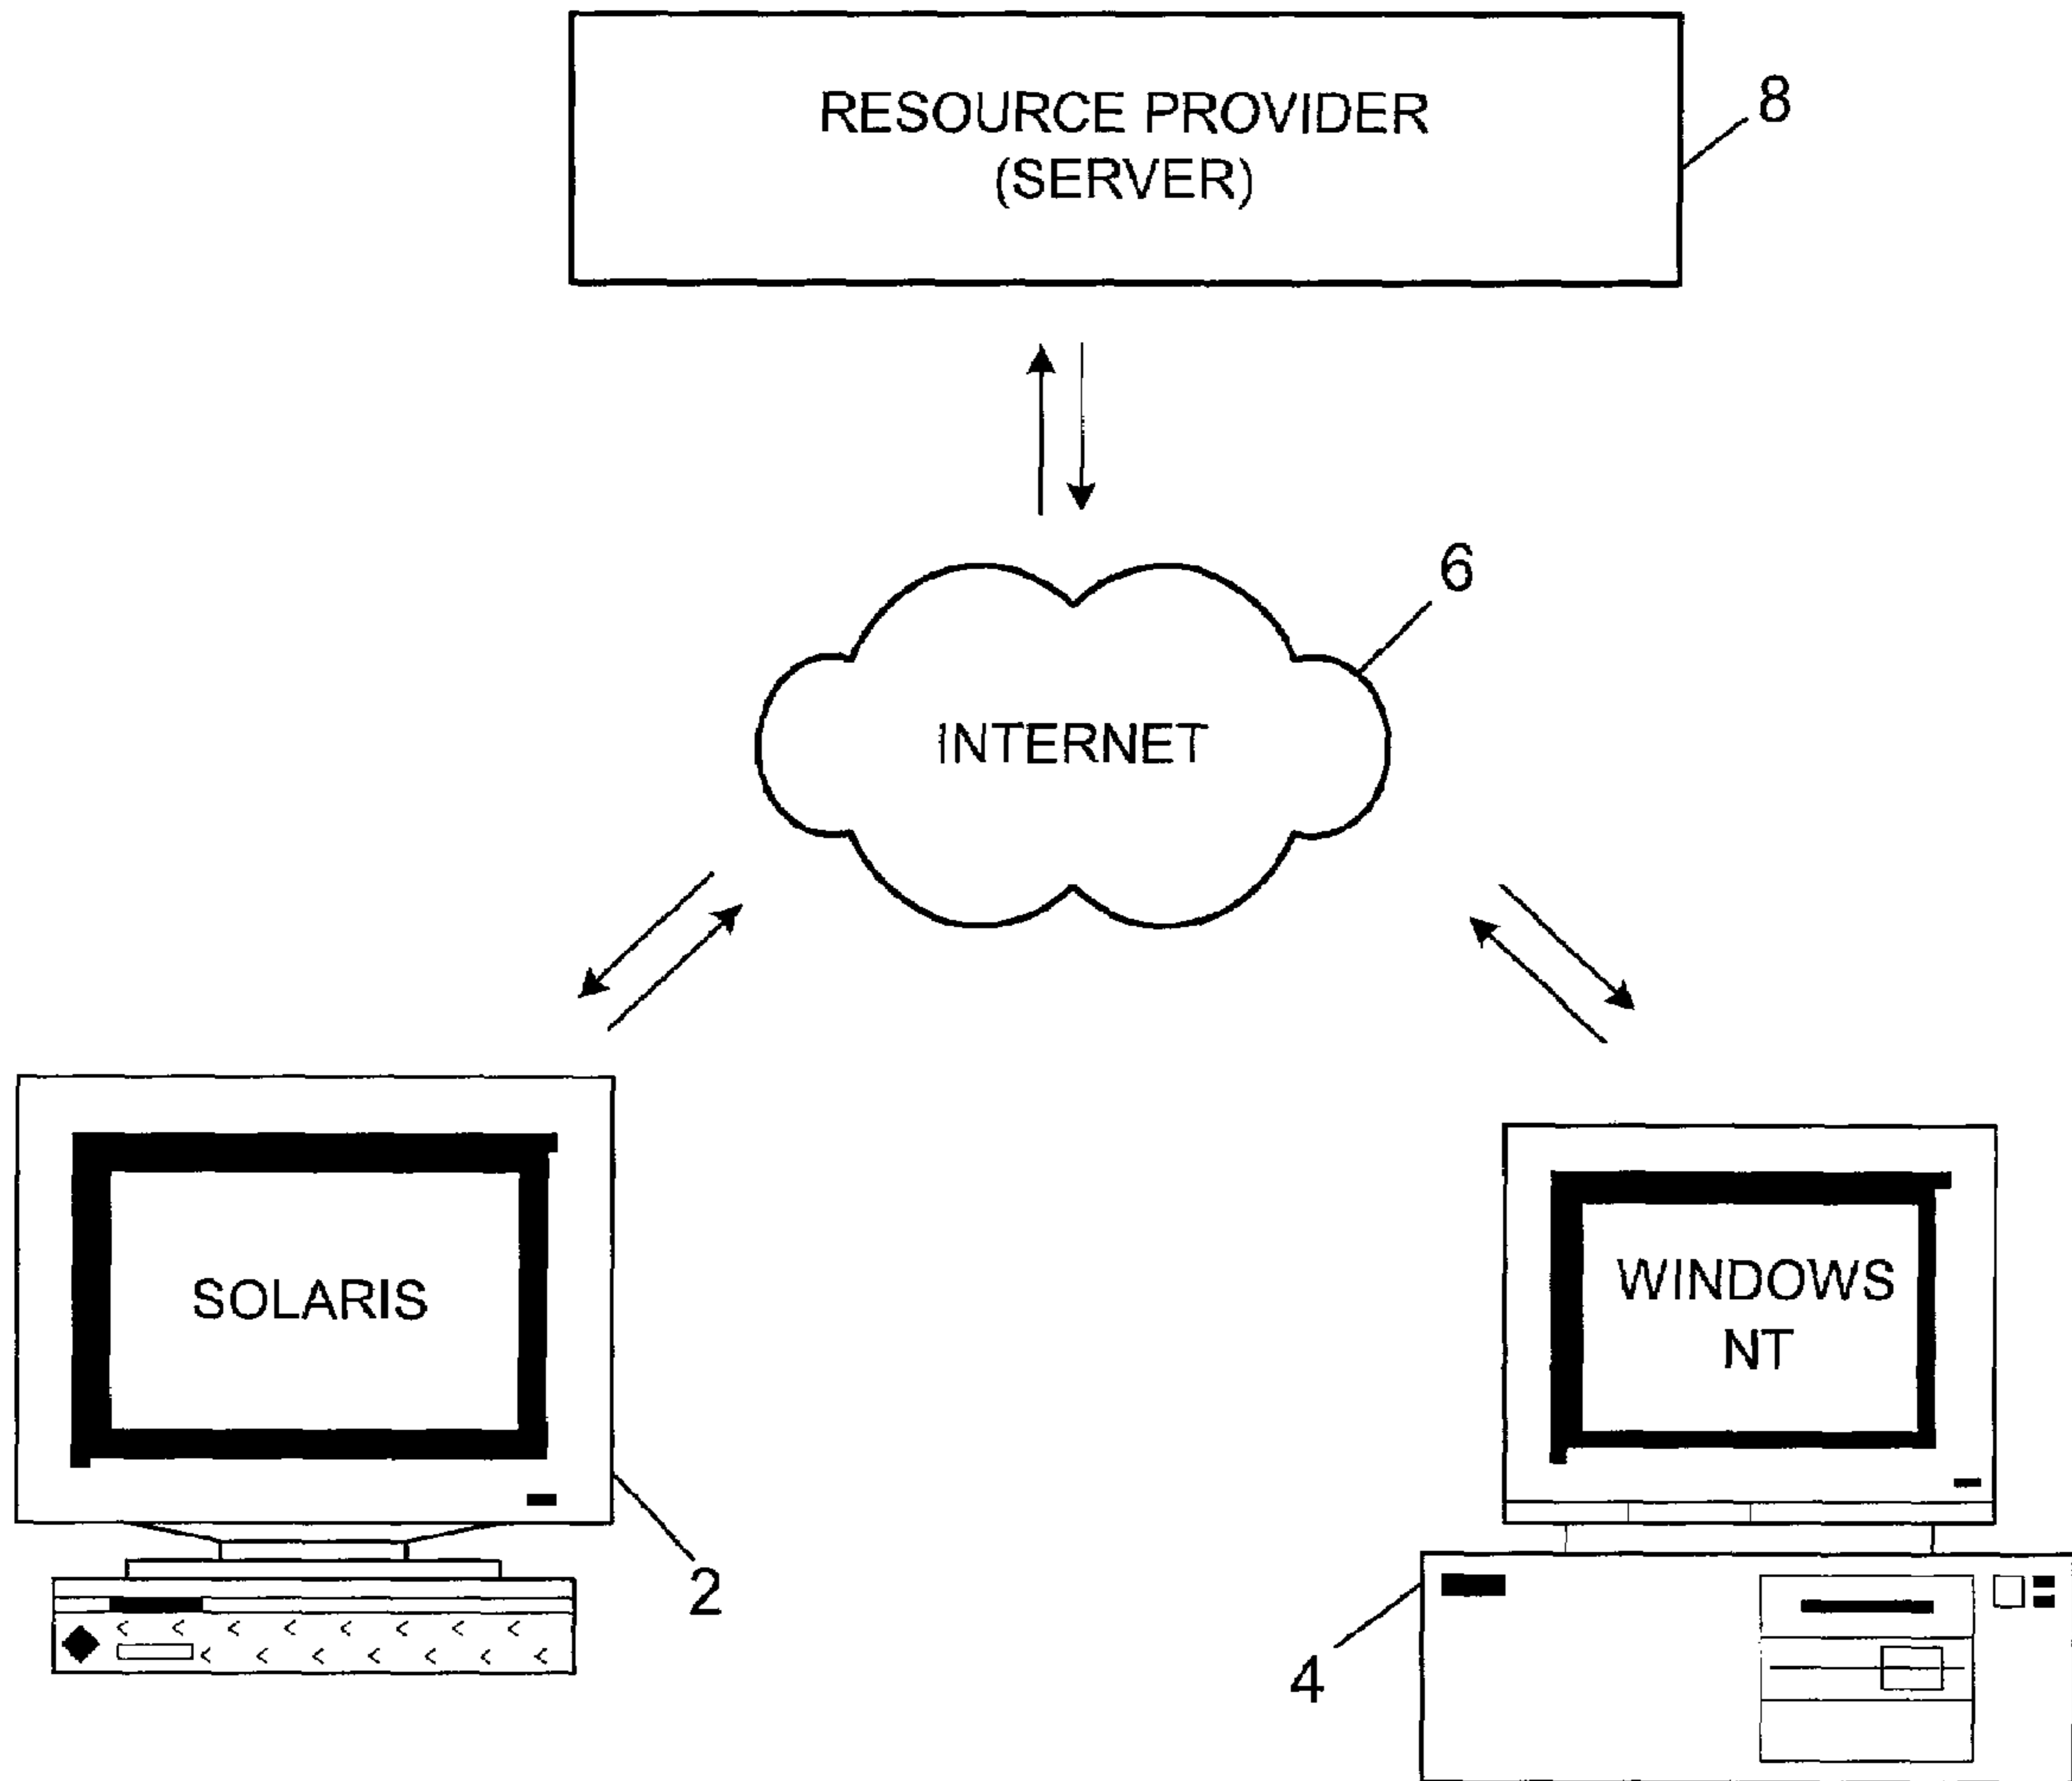 RESOURCE PROVIDER
(SERVER)
8
6
INTERNET
SOLARIS
WINDOWS
NT
2
4